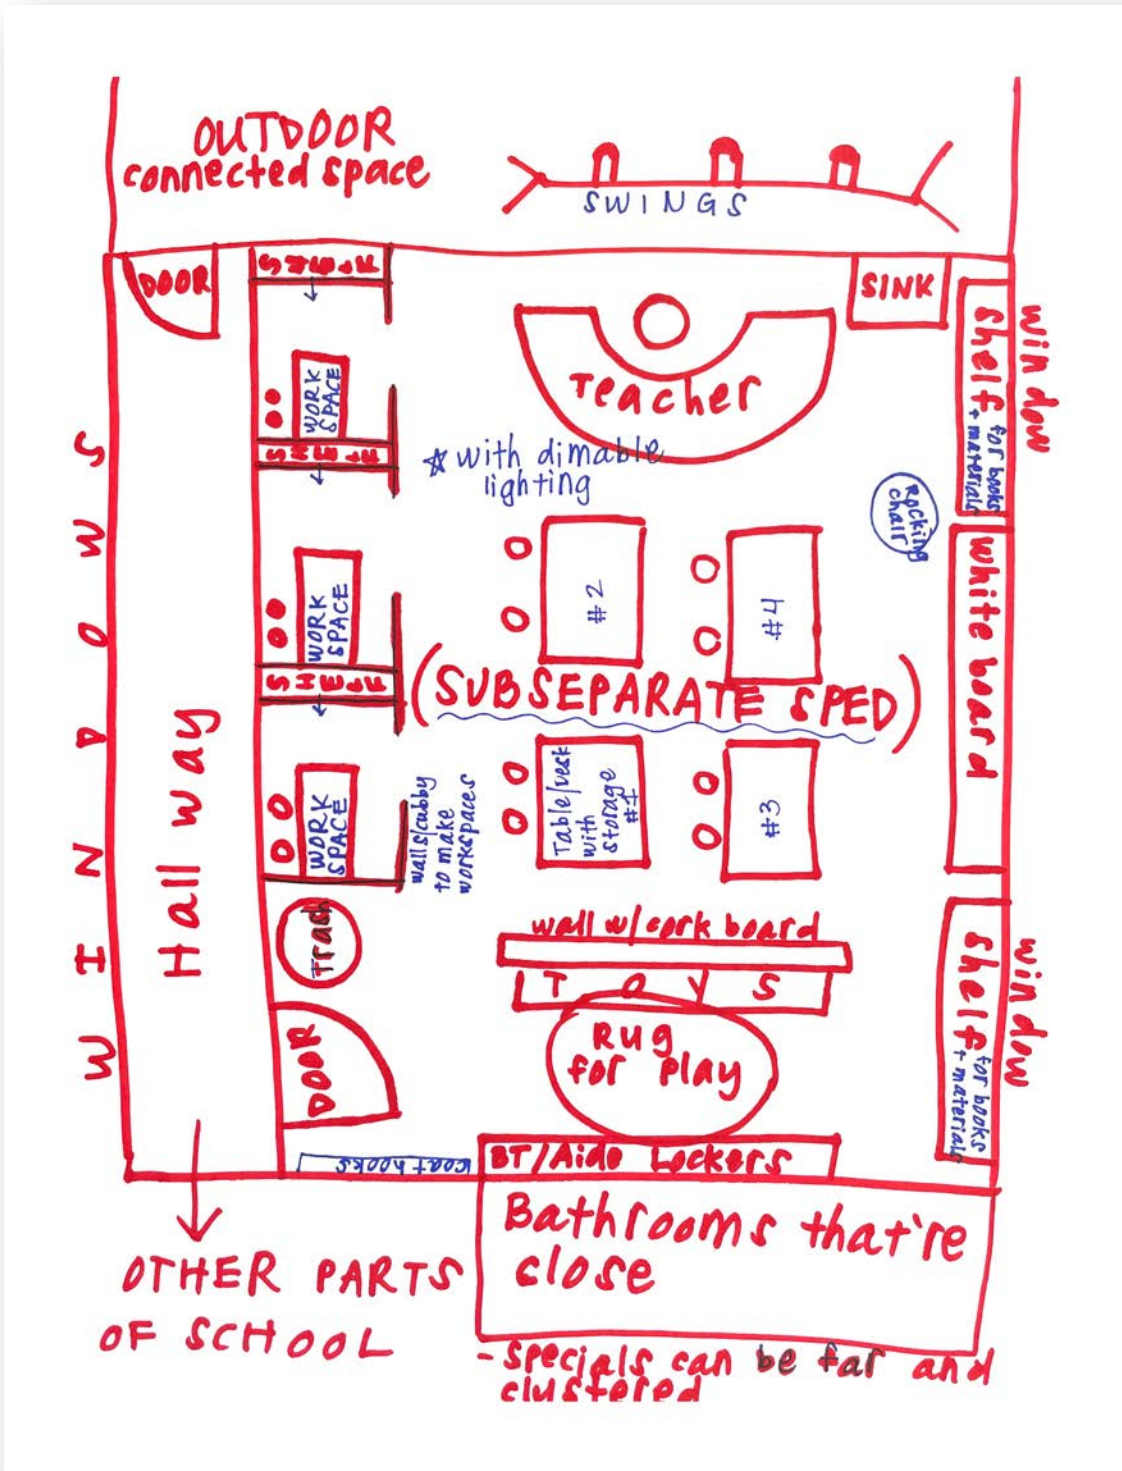 OUTDOOR
connected space
SWINGS
DOOR
SHELF
SINK
Teacher
Shelf for books
+ materials
window
WORK
SPACE
SHELF
☆ with dimable
lighting
Rocking
chair
WINDOWS
Hall way
WORK
SPACE
SHELF
#2
#4
white board
(SUBSEPARATE SPED)
WORK
SPACE
walls/cubby
to make
workspaces
Table/desk
with
storage
#1
#3
Trash
wall w/ cork board
TOYS
Rug
for play
DOOR
Shelf for books
+ materials
window
coat hooks
BT/Aide Lockers
Bathrooms that're
close
OTHER PARTS
OF SCHOOL
- specials can be far and
clustered